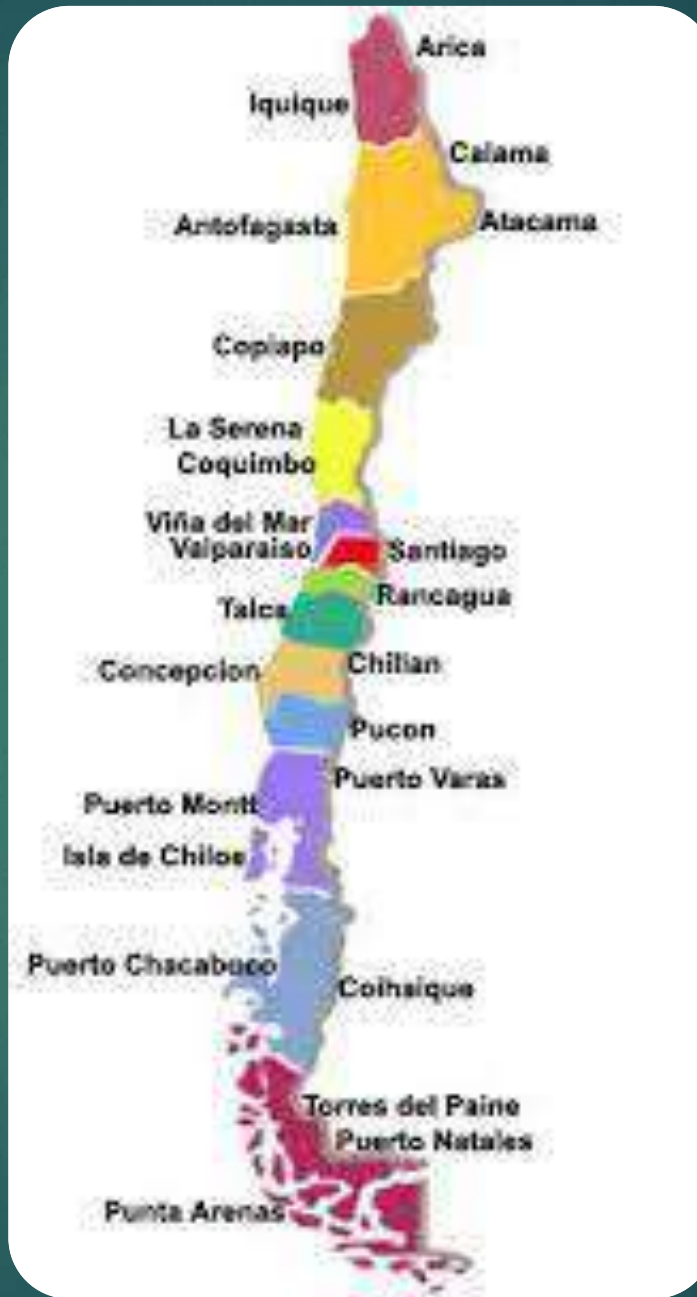 Arica
Iquique
Calama
Antofagasta
Atacama
Copiapo
La Serena
Coquimbo
Viña del Mar
Valparaiso
Santiago
Rancagua
Talca
Concepcion
Chillan
Pucon
Puerto Varas
Puerto Montt
Isla de Chiloe
Puerto Chacabuco
Coihaique
Torres del Paine
Puerto Natales
Punta Arenas